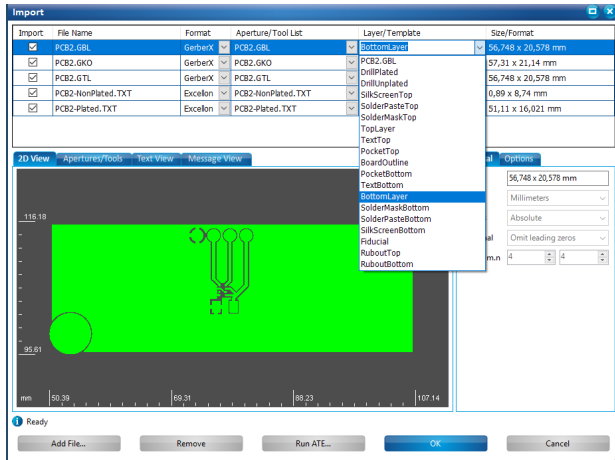 Import
Import File Name Format Aperture/Tool List Layer/Template Size/Format
PCB2.GBL GerberX PCB2.GBL BottomLayer 56,748 x 20,578 mm
PCB2.GKO GerberX PCB2.GKO 57,31 x 21,14 mm
PCB2.GTL GerberX PCB2.GTL 56,748 x 20,578 mm
PCB2-NonPlated.TXT Excellon PCB2-NonPlated.TXT 0,89 x 8,74 mm
PCB2-Plated.TXT Excellon PCB2-Plated.TXT 51,11 x 16,021 mm
PCB2.GBL
DrillPlated
DrillUnplated
SilkScreenTop
SolderPasteTop
SolderMaskTop
TopLayer
TextTop
PocketTop
BoardOutline
PocketBottom
TextBottom
BottomLayer
SolderMaskBottom
SolderPasteBottom
SilkScreenBottom
Fiducial
RuboutTop
RuboutBottom
2D View Apertures/Tools Text View Message View
al Options
56,748 x 20,578 mm
Millimeters
Absolute
al Omit leading zeros
m.n 4 4
116.18
95.61
mm 50.39 69.31 88.23 107.14
Ready
Add File... Remove Run ATE... OK Cancel